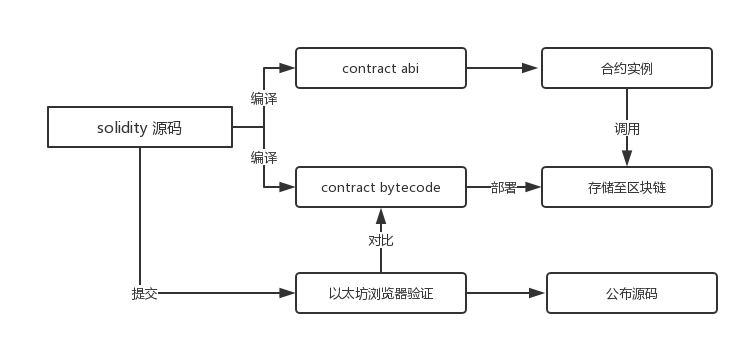 contract abi
合约实例
编译
solidity 源码
调用
编译
contract bytecode
部署
存储至区块链
对比
提交
以太坊浏览器验证
公布源码